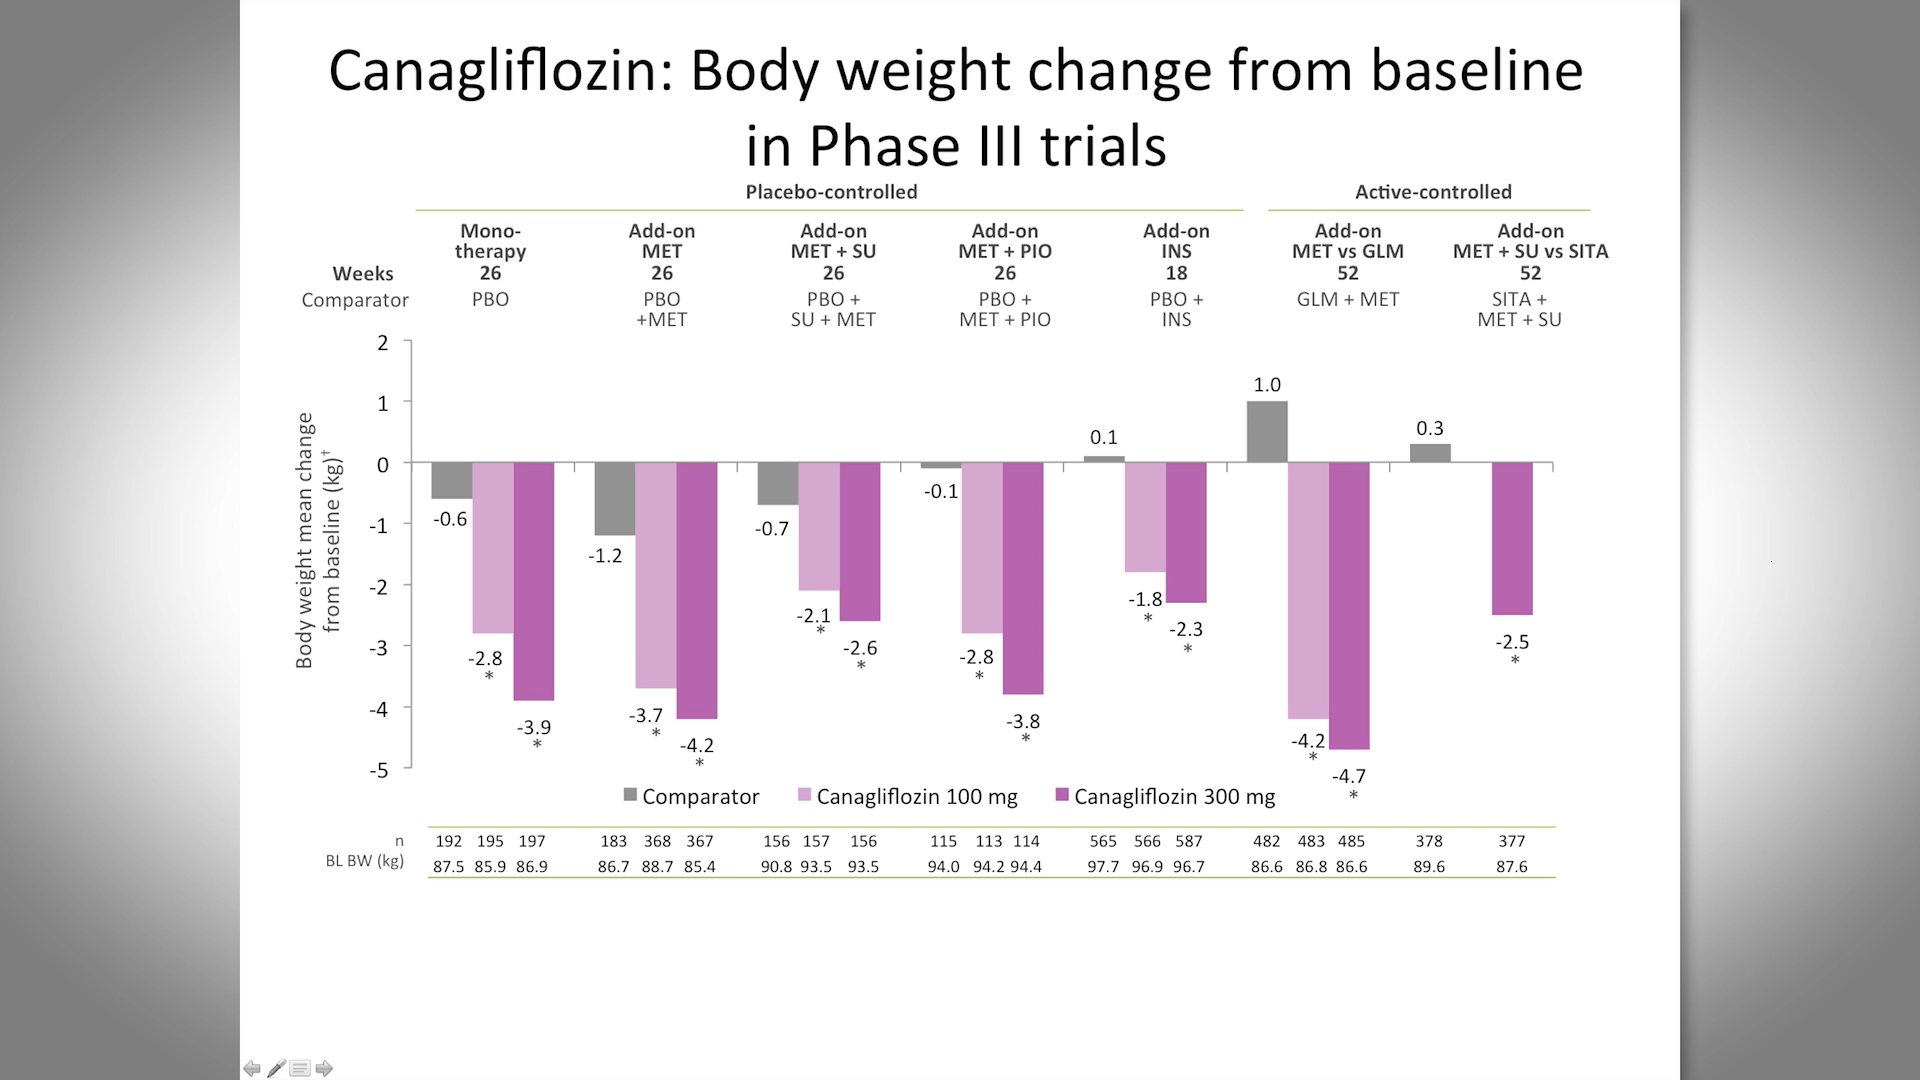 Canagliflozin: Body weight change from baseline
in Phase III trials
Placebo-controlled
Active-controlled
Mono-
therapy
26
Add-on
MET
26
Add-on
MET + SU
26
Add-on
MET + PIO
26
Add-on
INS
18
Add-on
MET vs GLM
52
Add-on
MET + SU vs SITA
52
Weeks
Comparator
PBO
PBO
+MET
PBO +
SU + MET
PBO +
MET + PIO
PBO +
INS
GLM + MET
SITA +
MET + SU
Body weight mean change
from baseline (kg)†
2
1
0
-1
-2
-3
-4
-5
-0.6
-2.8
*
-3.9
*
-1.2
-3.7
*
-4.2
*
-0.7
-2.1
*
-2.6
*
-0.1
-2.8
*
-3.8
*
0.1
-1.8
*
-2.3
*
1.0
-4.2
*
-4.7
*
0.3
-2.5
*
Comparator
Canagliflozin 100 mg
Canagliflozin 300 mg
n 192 195 197 183 368 367 156 157 156 115 113 114 565 566 587 482 483 485 378 377
BL BW (kg) 87.5 85.9 86.9 86.7 88.7 85.4 90.8 93.5 93.5 94.0 94.2 94.4 97.7 96.9 96.7 86.6 86.8 86.6 89.6 87.6